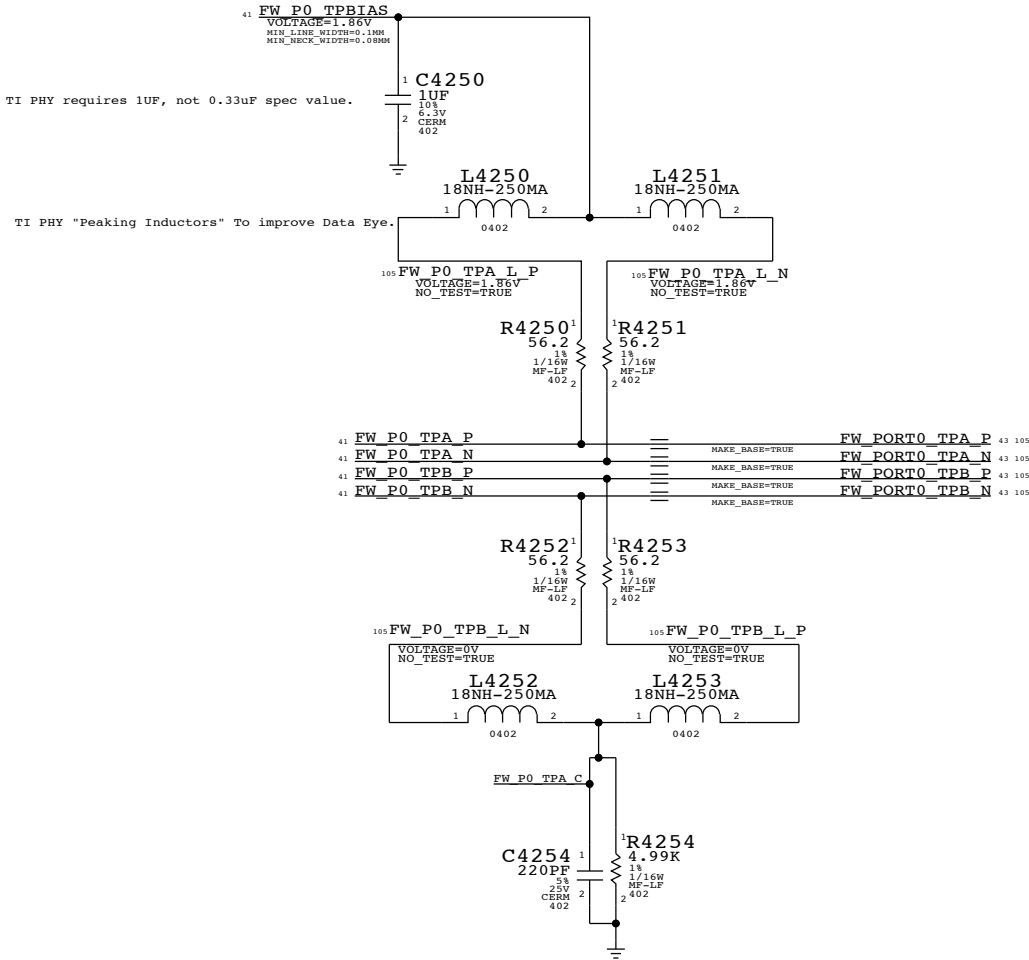 41 FW_P0_TPBIAS
VOLTAGE=1.86V
MIN_LINE_WIDTH=0.1MM
MIN_NECK_WIDTH=0.08MM
1 C4250
1UF
10%
6.3V
CERM
402
2
TI PHY requires 1UF, not 0.33uF spec value.
L4250
18NH-250MA
1 2
0402
L4251
18NH-250MA
1 2
0402
TI PHY "Peaking Inductors" To improve Data Eye.
105 FW_P0_TPA_L_P
VOLTAGE=1.86V
NO_TEST=TRUE
105 FW_P0_TPA_L_N
VOLTAGE=1.86V
NO_TEST=TRUE
R4250 1
56.2
1%
1/16W
MF-LF
402 2
1 R4251
56.2
1%
1/16W
MF-LF
2 402
41 FW_P0_TPA_P
MAKE_BASE=TRUE
FW_PORT0_TPA_P 43 105
41 FW_P0_TPA_N
MAKE_BASE=TRUE
FW_PORT0_TPA_N 43 105
41 FW_P0_TPB_P
MAKE_BASE=TRUE
FW_PORT0_TPB_P 43 105
41 FW_P0_TPB_N
MAKE_BASE=TRUE
FW_PORT0_TPB_N 43 105
R4252 1
56.2
1%
1/16W
MF-LF
402 2
1 R4253
56.2
1%
1/16W
MF-LF
402
2
105 FW_P0_TPB_L_N
VOLTAGE=0V
NO_TEST=TRUE
105 FW_P0_TPB_L_P
VOLTAGE=0V
NO_TEST=TRUE
L4252
18NH-250MA
1 2
0402
L4253
18NH-250MA
1 2
0402
FW_P0_TPA_C
C4254 1
220PF
5%
25V
CERM
402
2
1 R4254
4.99K
1%
1/16W
MF-LF
402
2